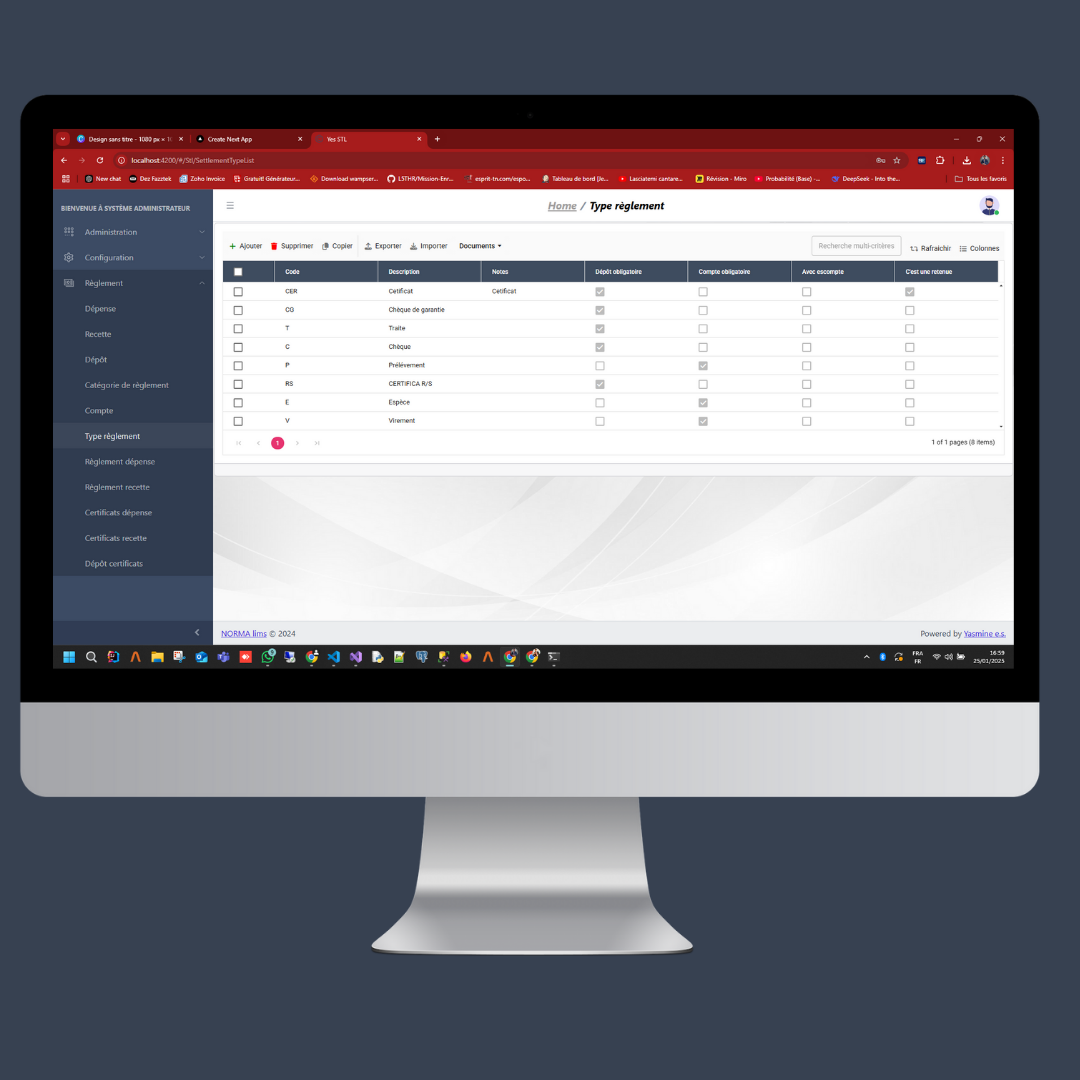 Design sans titre - 1080 px × 10
Create Next App
Yes STL
localhost:4200/#/Stl/SettlementTypeList
New chat
Dez Fazztek
Zoho Invoice
Gratuit! Générateur...
Download wampser...
L5THR/Mission-Enr...
esprit-tn.com/espo...
Tableau de bord (Je...
Lasciatemi cantare...
Révision - Miro
Probabilité (Base) -...
DeepSeek - Into the...
Tous les favoris
BIENVENUE À SYSTÈME ADMINISTRATEUR
Administration
Configuration
Règlement
Dépense
Recette
Dépôt
Catégorie de règlement
Compte
Type règlement
Règlement dépense
Règlement recette
Certificats dépense
Certificats recette
Dépôt certificats
Home / Type règlement
Ajouter Supprimer Copier Exporter Importer Documents Recherche multi-critères Rafraichir Colonnes
Code Description Notes Dépôt obligatoire Compte obligatoire Avec escompte C'est une retenue
CER Cetificat Cetificat
CG Chèque de garantie
T Traite
C Chèque
P Prélévement
RS CERTIFICA R/S
E Espèce
V Virement
1
1 of 1 pages (8 items)
NORMA lims © 2024
Powered by Yasmine e.s.
FRA
FR
16:59
25/01/2025